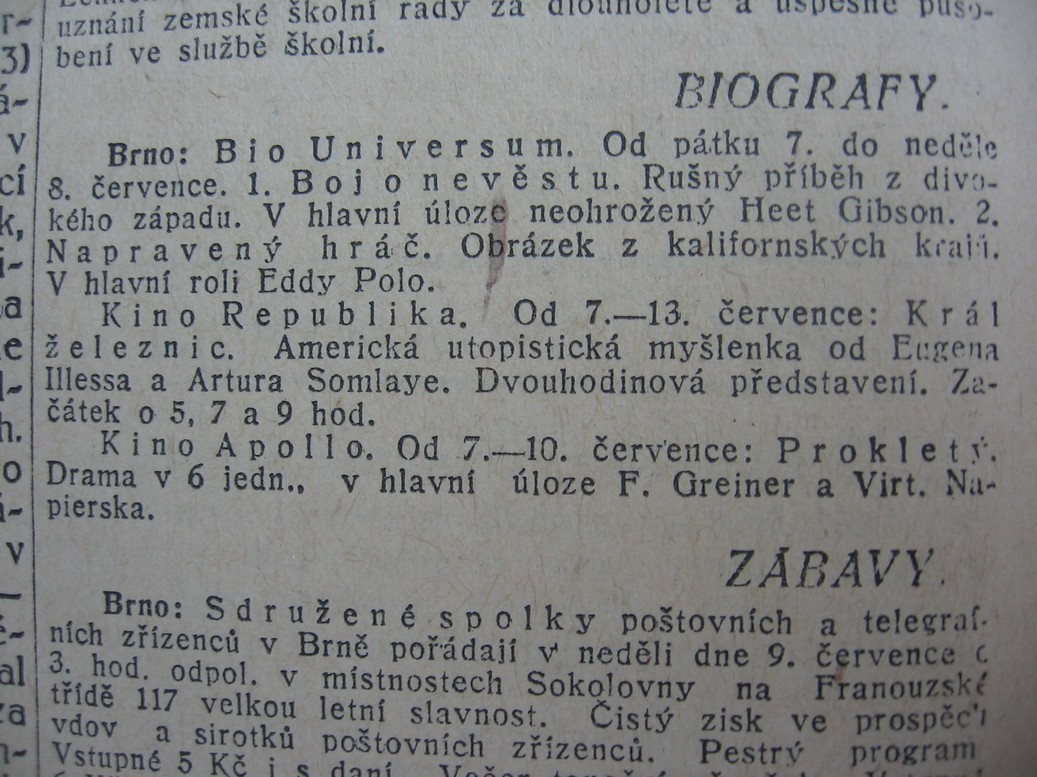 uznání zemské školní rady za dlouholeté a úspěšné půso-
bení ve službě školní.
BIOGRAFY.
Brno: Bio Universum. Od pátku 7. do neděle
8. července. 1. Boj o nevěstu. Rušný příběh z divo-
kého západu. V hlavní úloze neohrožený Heet Gibson. 2.
Napravený hráč. Obrázek z kalifornských krajů.
V hlavní roli Eddy Polo.
Kino Republika. Od 7.—13. července: Král
železnic. Americká utopistická myšlenka od Eugena
Illessa a Artura Somlaye. Dvouhodinová představení. Za-
čátek o 5, 7 a 9 hod.
Kino Apollo. Od 7.—10. července: Prokletý.
Drama v 6 jedn., v hlavní úloze F. Greiner a Virt. Na-
pierska.
ZÁBAVY.
Brno: Sdružené spolky poštovních a telegraf-
ních zřízenců v Brně pořádají v neděli dne 9. července o
3. hod. odpol. v místnostech Sokolovny na Franouzské
třídě 117 velkou letní slavnost. Čistý zisk ve prospěch
vdov a sirotků poštovních zřízenců. Pestrý program
Vstupné 5 Kč i s daní. Večer